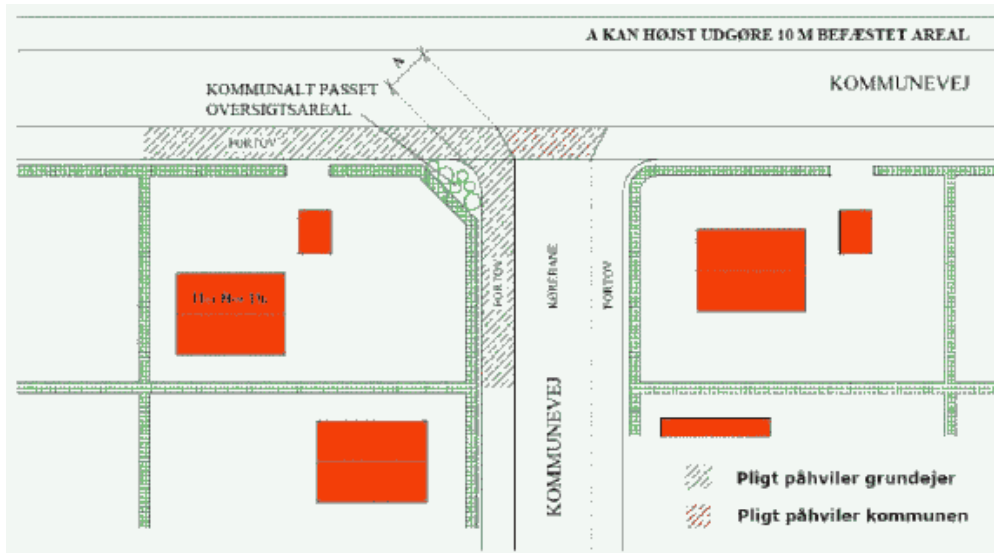 A KAN HØJST UDGØRE 10 M BEFÆSTET AREAL
KOMMUNEVEJ
A
KOMMUNALT PASSET
OVERSIGTSAREAL
FORTOV
FORTOV
KØREBANE
FORTOV
KOMMUNEVEJ
Pligt påhviler grundejer
Pligt påhviler kommunen